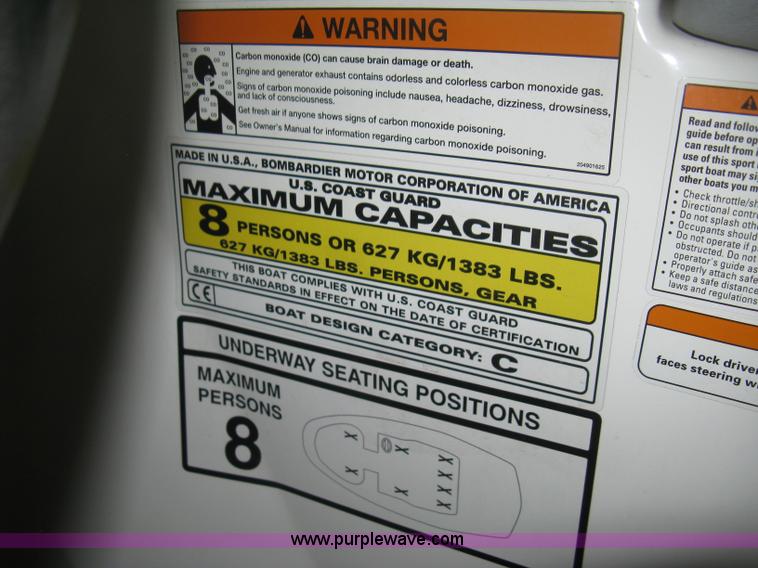 WARNING
Carbon monoxide (CO) can cause brain damage or death.
Engine and generator exhaust contains odorless and colorless carbon monoxide gas.
Signs of carbon monoxide poisoning include nausea, headache, dizziness, drowsiness,
and lack of consciousness.
Get fresh air if anyone shows signs of carbon monoxide poisoning.
See Owner's Manual for information regarding carbon monoxide poisoning.
204901625
MADE IN U.S.A., BOMBARDIER MOTOR CORPORATION OF AMERICA
U.S. COAST GUARD
MAXIMUM CAPACITIES
8 PERSONS OR 627 KG/1383 LBS.
627 KG/1383 LBS. PERSONS, GEAR
THIS BOAT COMPLIES WITH U.S. COAST GUARD
SAFETY STANDARDS IN EFFECT ON THE DATE OF CERTIFICATION
CE
BOAT DESIGN CATEGORY: C
UNDERWAY SEATING POSITIONS
MAXIMUM
PERSONS
8
Read and follow
guide before op
can result from i
use of this sport
sport boat may si
other boats you m
• Check throttle/sh
• Directional contr
• Do not splash othe
• Occupants should
• Do not operate if p
obstructed. Do not
operator's guide as
• Properly attach safe
• Keep a safe distance
laws and regulations
Lock driver
faces steering w
www.purplewave.com